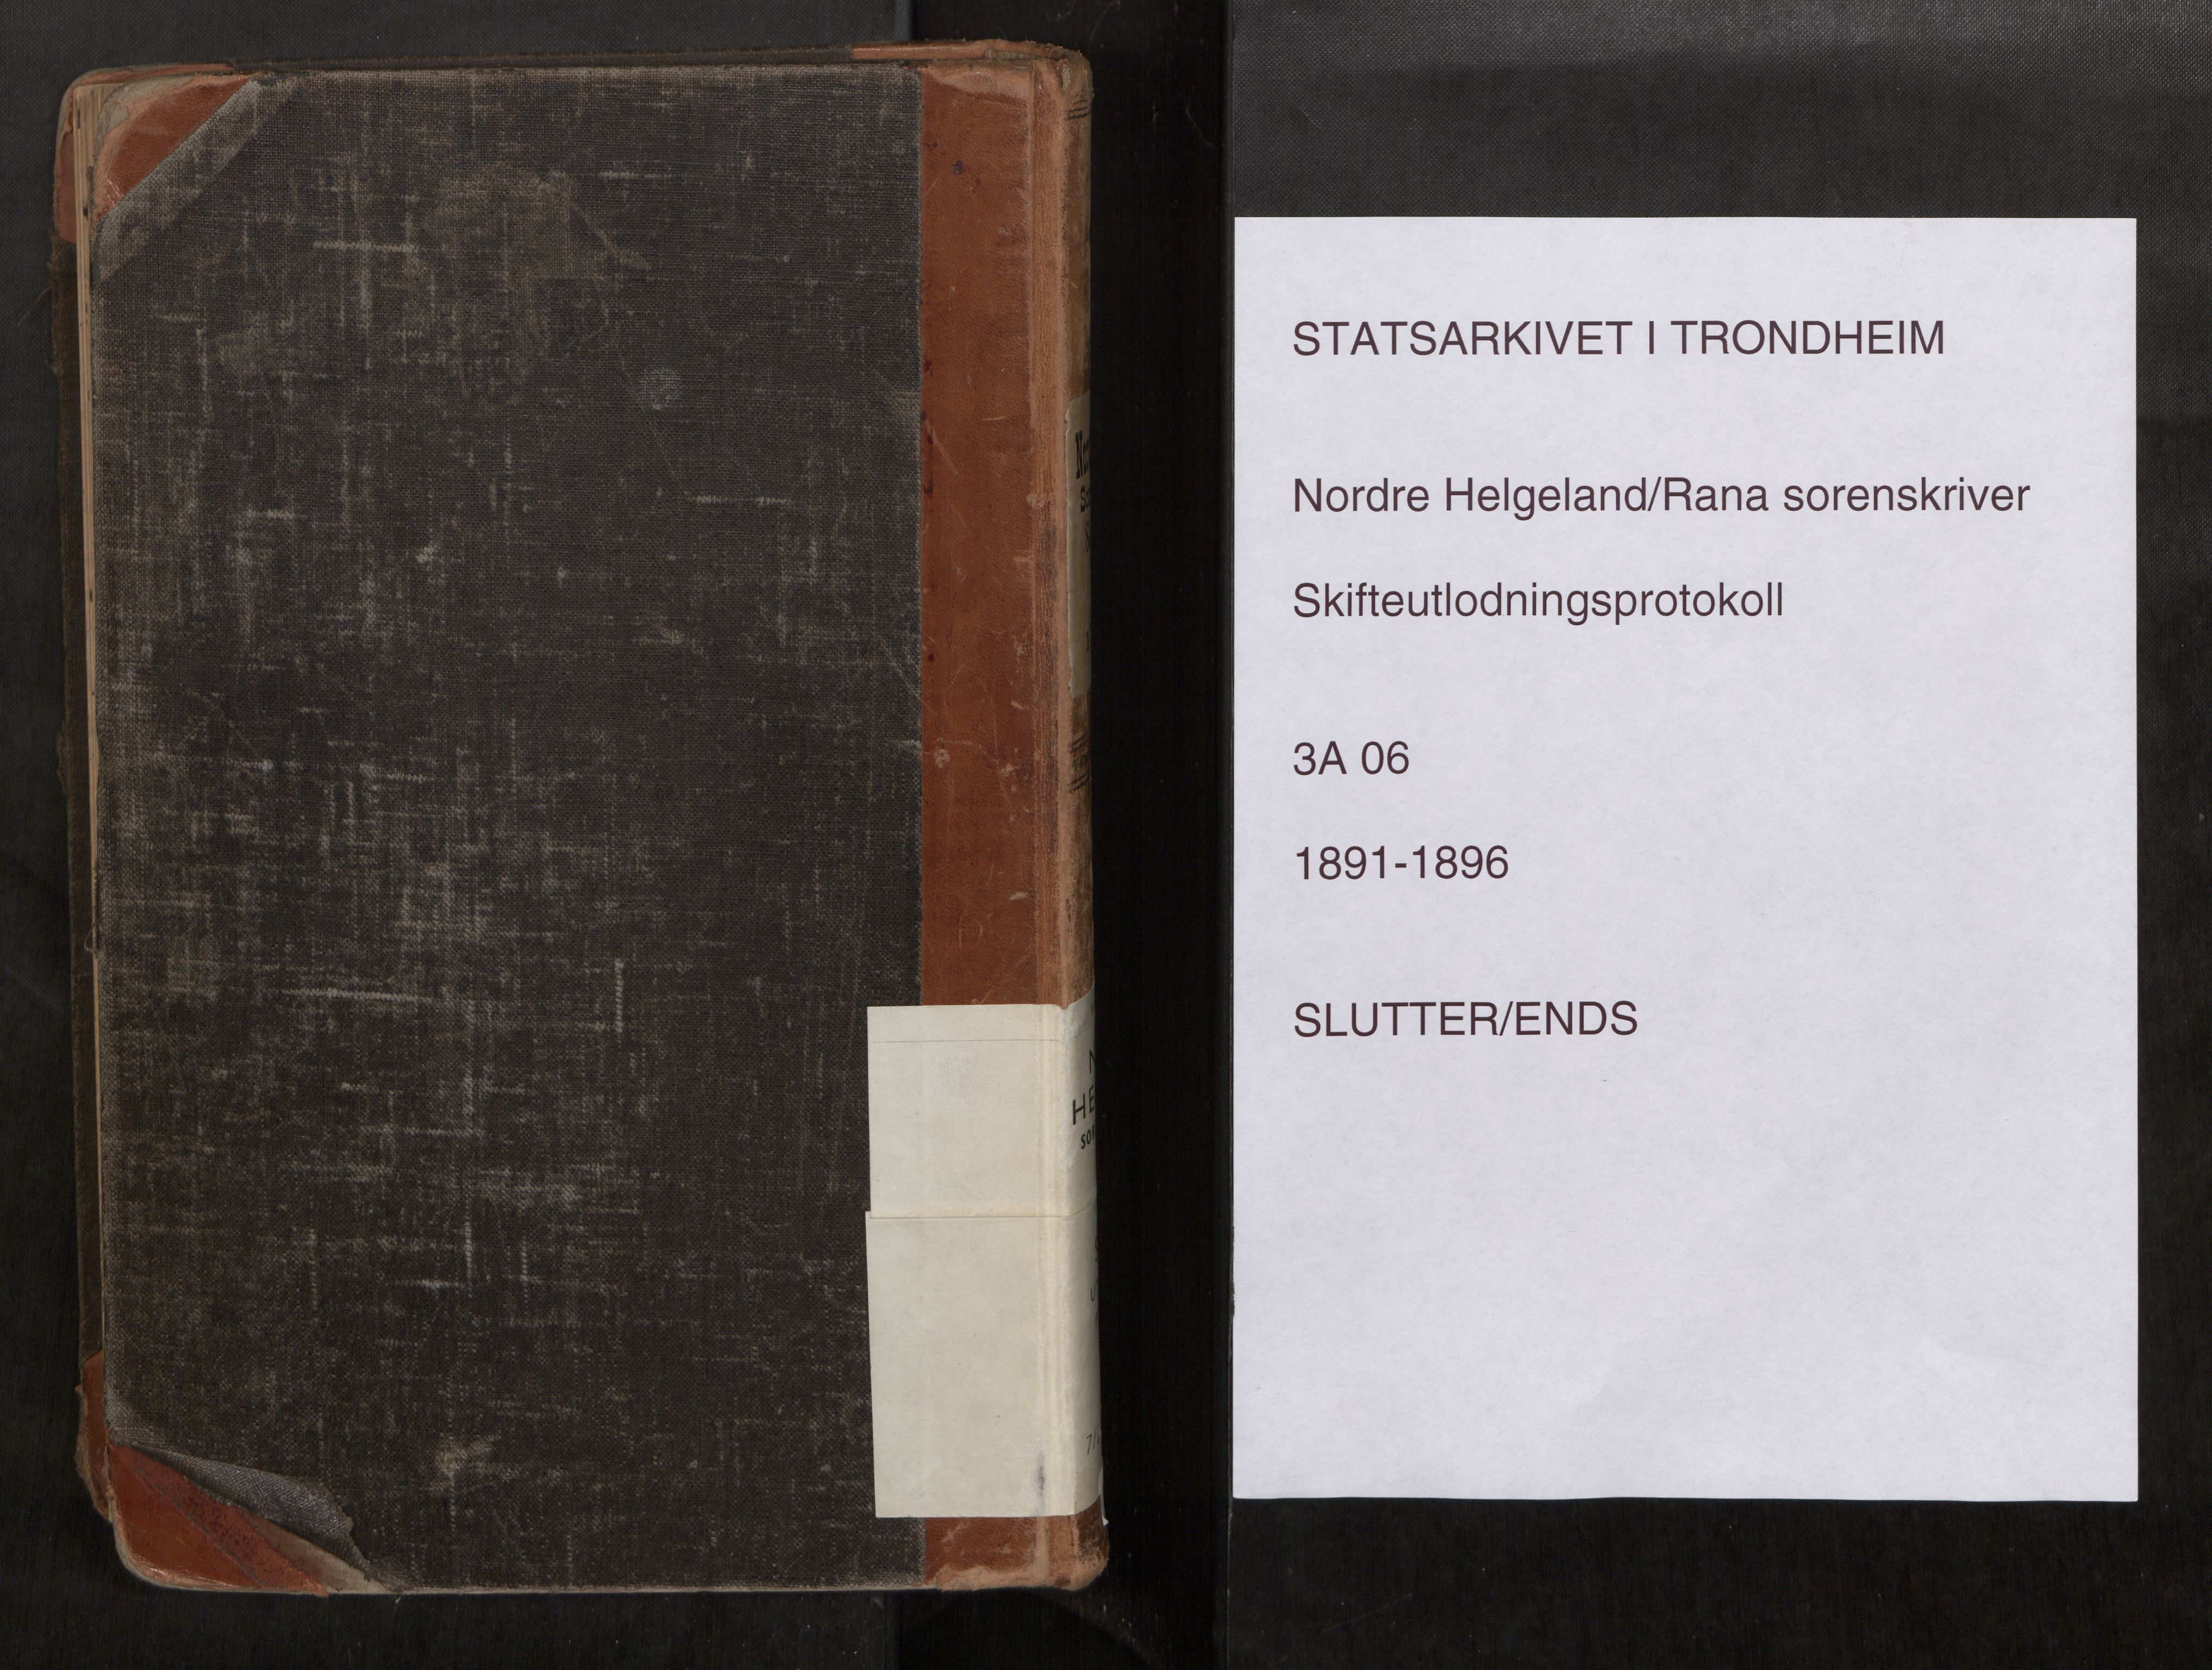 STATSARKIVET I TRONDHEIM
Nordre Helgeland/Rana sorenskriver
Skifteutlodningsprotokoll
3A 06
1891-1896
SLUTTER/ENDS